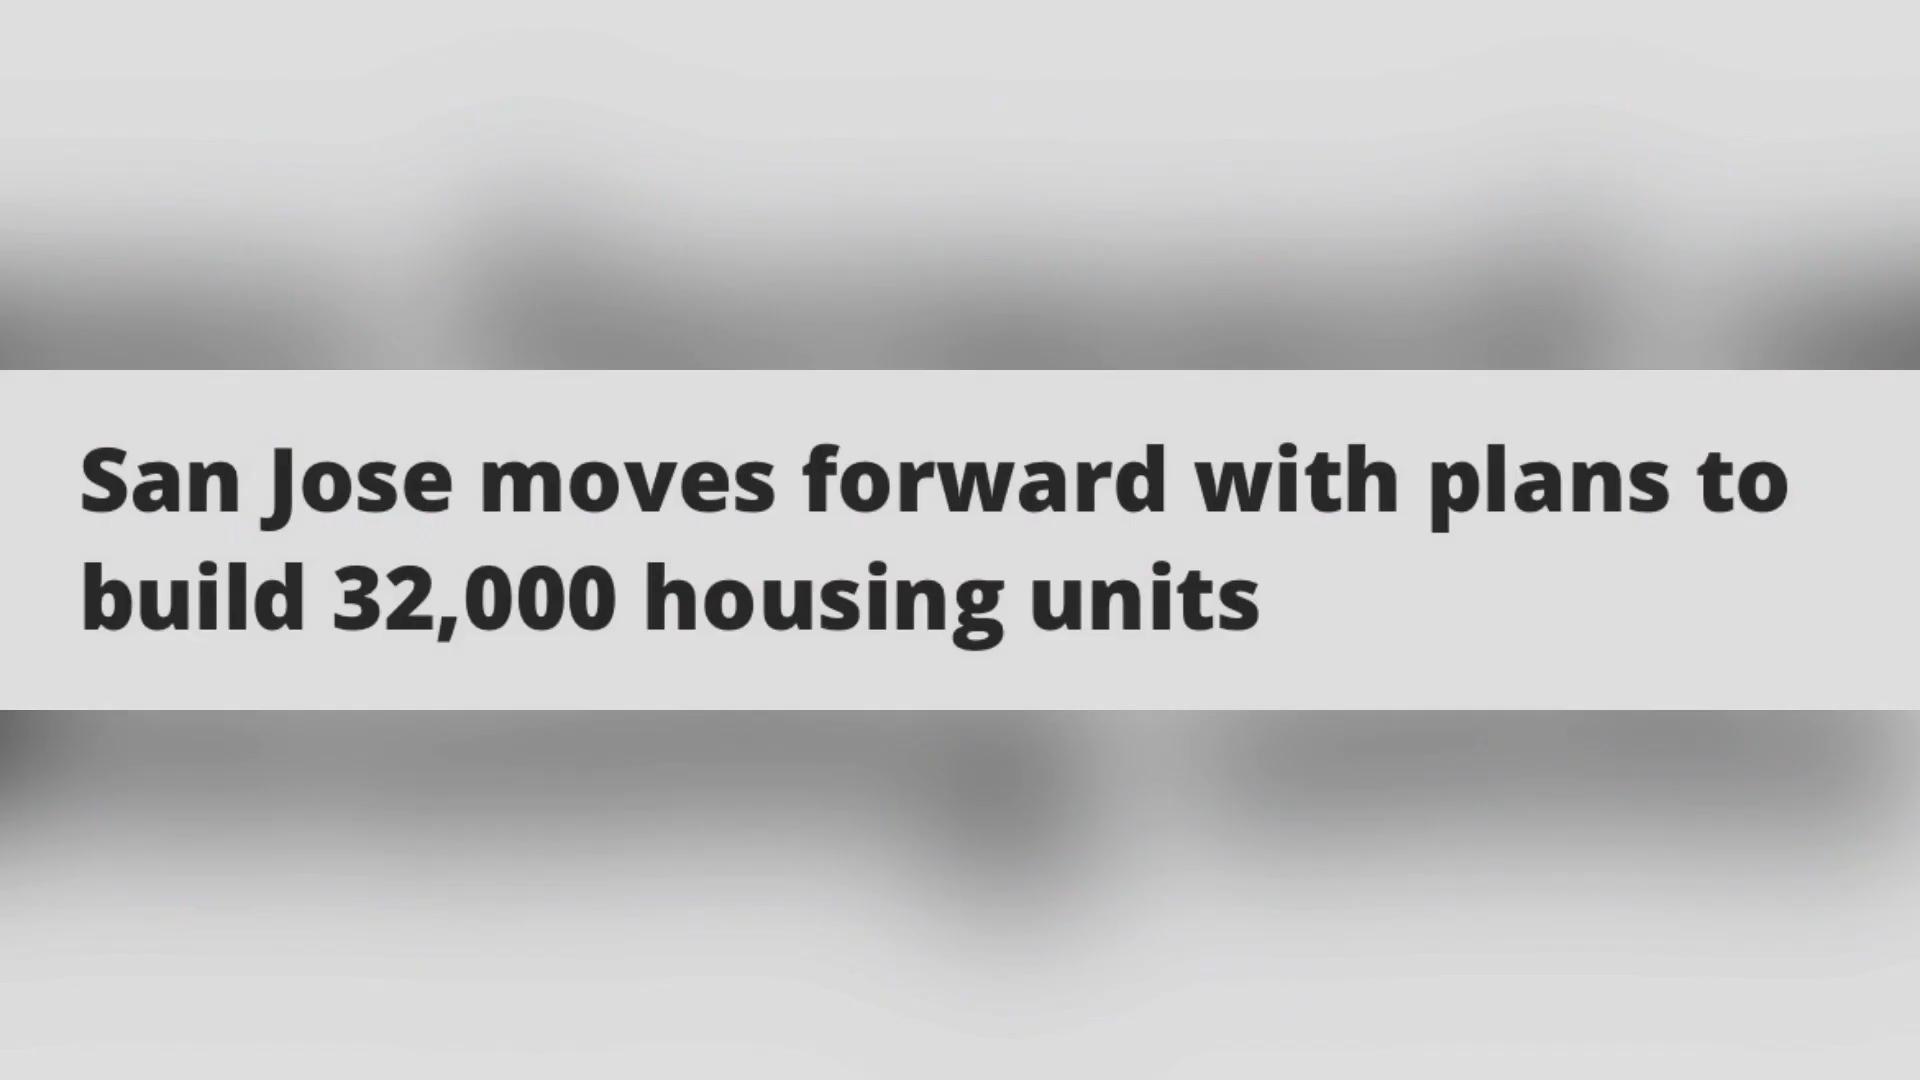 San Jose moves forward with plans to
build 32,000 housing units